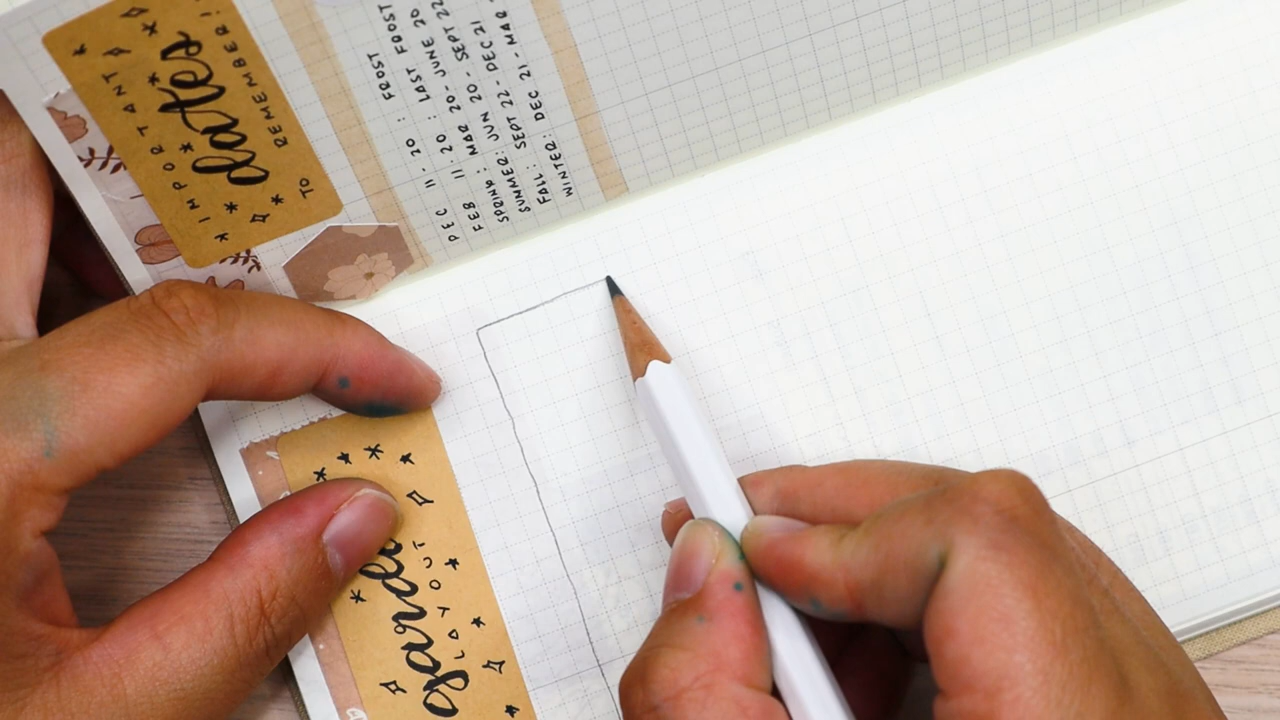 IMPORTANT
dates
TO REMEMBER!
DEC 11 - 20 : FROST
FEB 11 - 20 : LAST FROST
SPRING: MAR 20 - JUNE 20
SUMMER: JUN 20 - SEPT 22
FALL: SEPT 22 - DEC 21
WINTER: DEC 21 - MAR
garden
LAYOUT